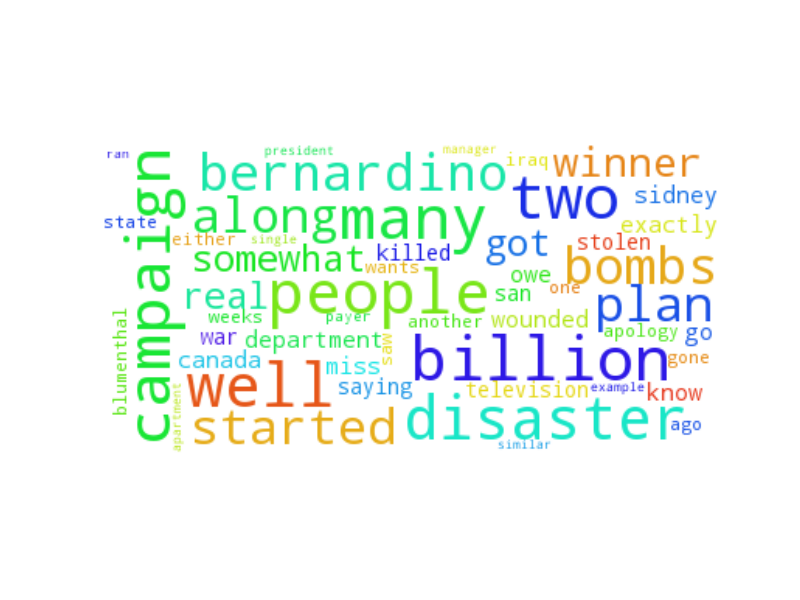 ran
president
manager
campaign
bernardino
iraq
winner
two
sidney
state
along
many
exactly
either
single
got
stolen
somewhat
killed
wants
bombs
owe
one
real
people
san
plan
blumenthal
weeks
payer
another
wounded
apology
go
war
department
saw
canada
miss
billion
gone
apartment
well
saying
television
example
know
started
disaster
ago
similar